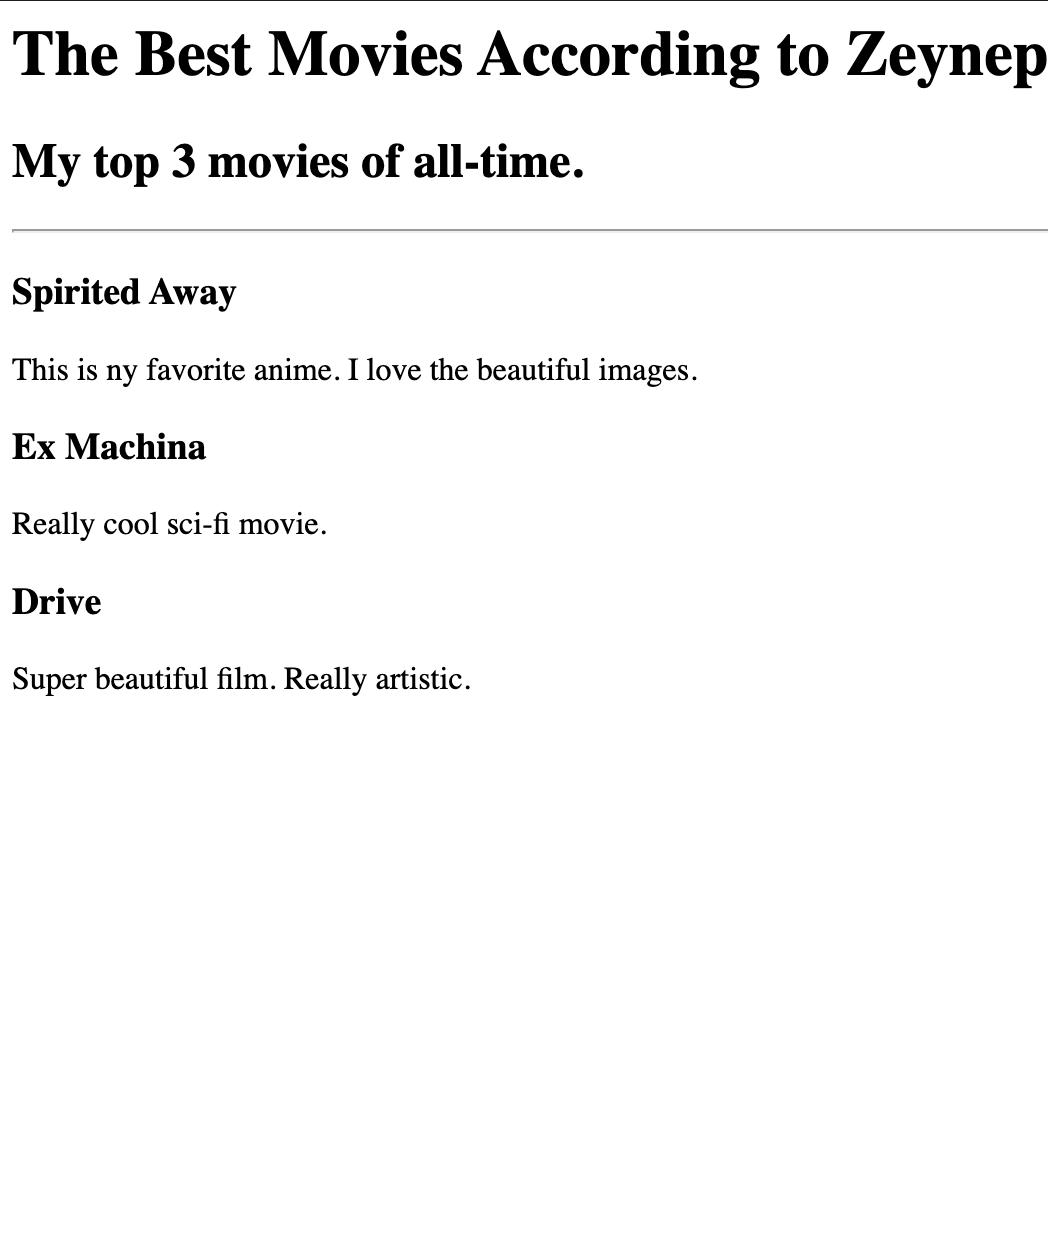 The Best Movies According to Zeynep
My top 3 movies of all-time.
Spirited Away
This is ny favorite anime. I love the beautiful images.
Ex Machina
Really cool sci-fi movie.
Drive
Super beautiful film. Really artistic.